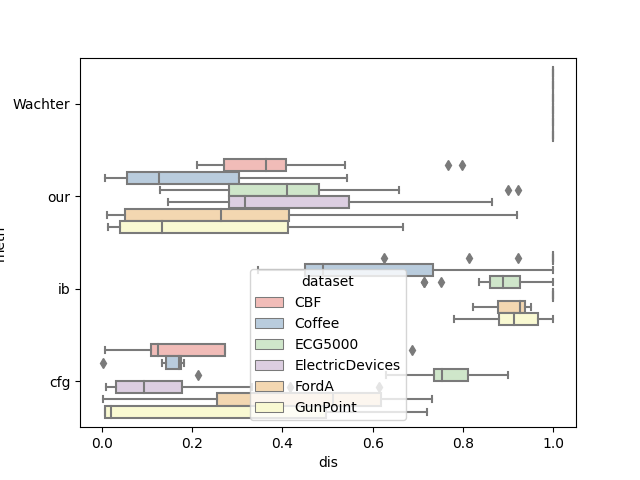 Wachter
our
ib
cfg
dataset
CBF
Coffee
ECG5000
ElectricDevices
FordA
GunPoint
0.0 0.2 0.4 0.6 0.8 1.0
dis